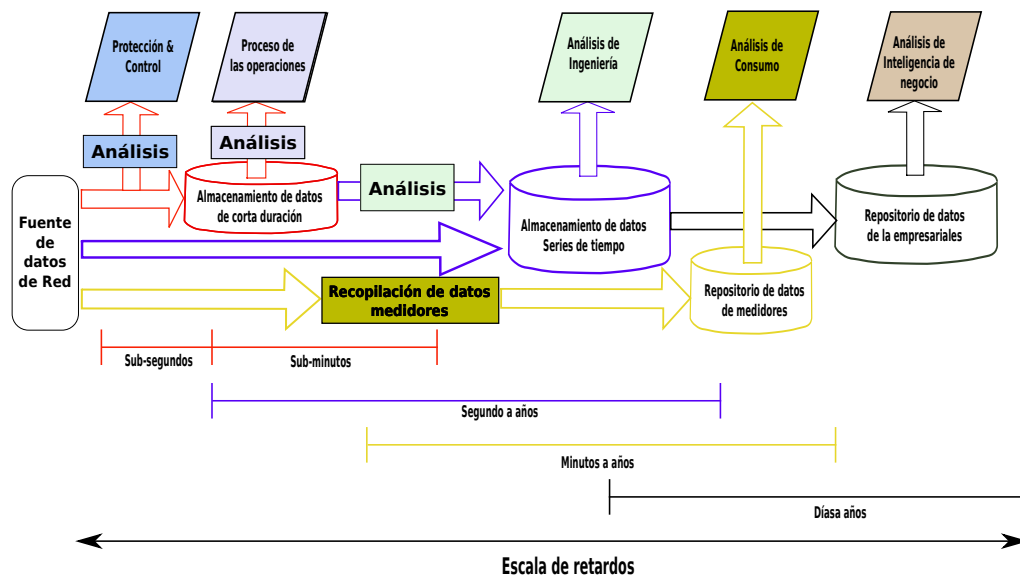 Protección &
Control
Proceso de
las operaciones
Análisis de
Ingeniería
Análisis de
Consumo
Análisis de
Inteligencia de
negocio
Análisis
Análisis
Análisis
Fuente
de
datos
de Red
Almacenamiento de datos
de corta duración
Almacenamiento de datos
Series de tiempo
Repositorio de datos
de la empresariales
Recopilación de datos
medidores
Repositorio de datos
de medidores
Sub-segundos
Sub-minutos
Segundo a años
Minutos a años
Díasa años
Escala de retardos